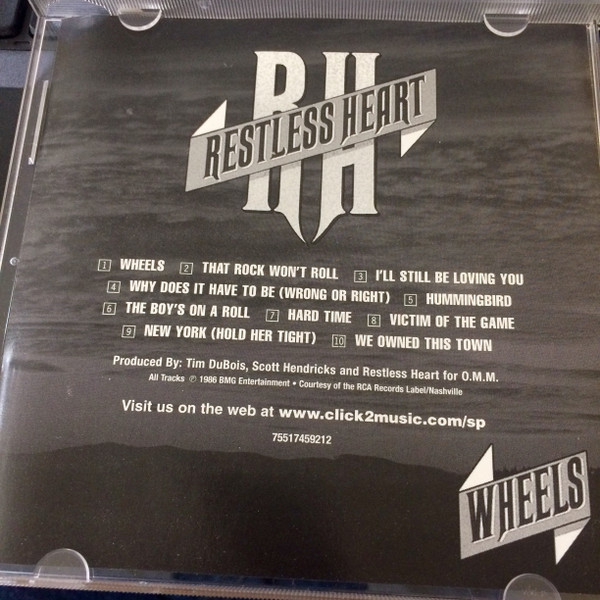 RH
RESTLESS HEART
1 WHEELS 2 THAT ROCK WON'T ROLL 3 I'LL STILL BE LOVING YOU
4 WHY DOES IT HAVE TO BE (WRONG OR RIGHT) 5 HUMMINGBIRD
6 THE BOY'S ON A ROLL 7 HARD TIME 8 VICTIM OF THE GAME
9 NEW YORK (HOLD HER TIGHT) 10 WE OWNED THIS TOWN
Produced By: Tim DuBois, Scott Hendricks and Restless Heart for O.M.M.
All Tracks ℗ 1986 BMG Entertainment • Courtesy of the RCA Records Label/Nashville
Visit us on the web at www.click2music.com/sp
75517459212
WHEELS